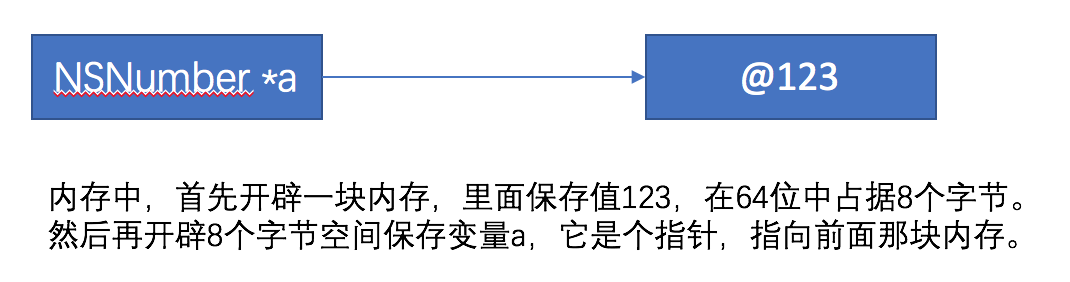 NSNumber *a
@123
内存中，首先开辟一块内存，里面保存值123，在64位中占据8个字节。
然后再开辟8个字节空间保存变量a，它是个指针，指向前面那块内存。